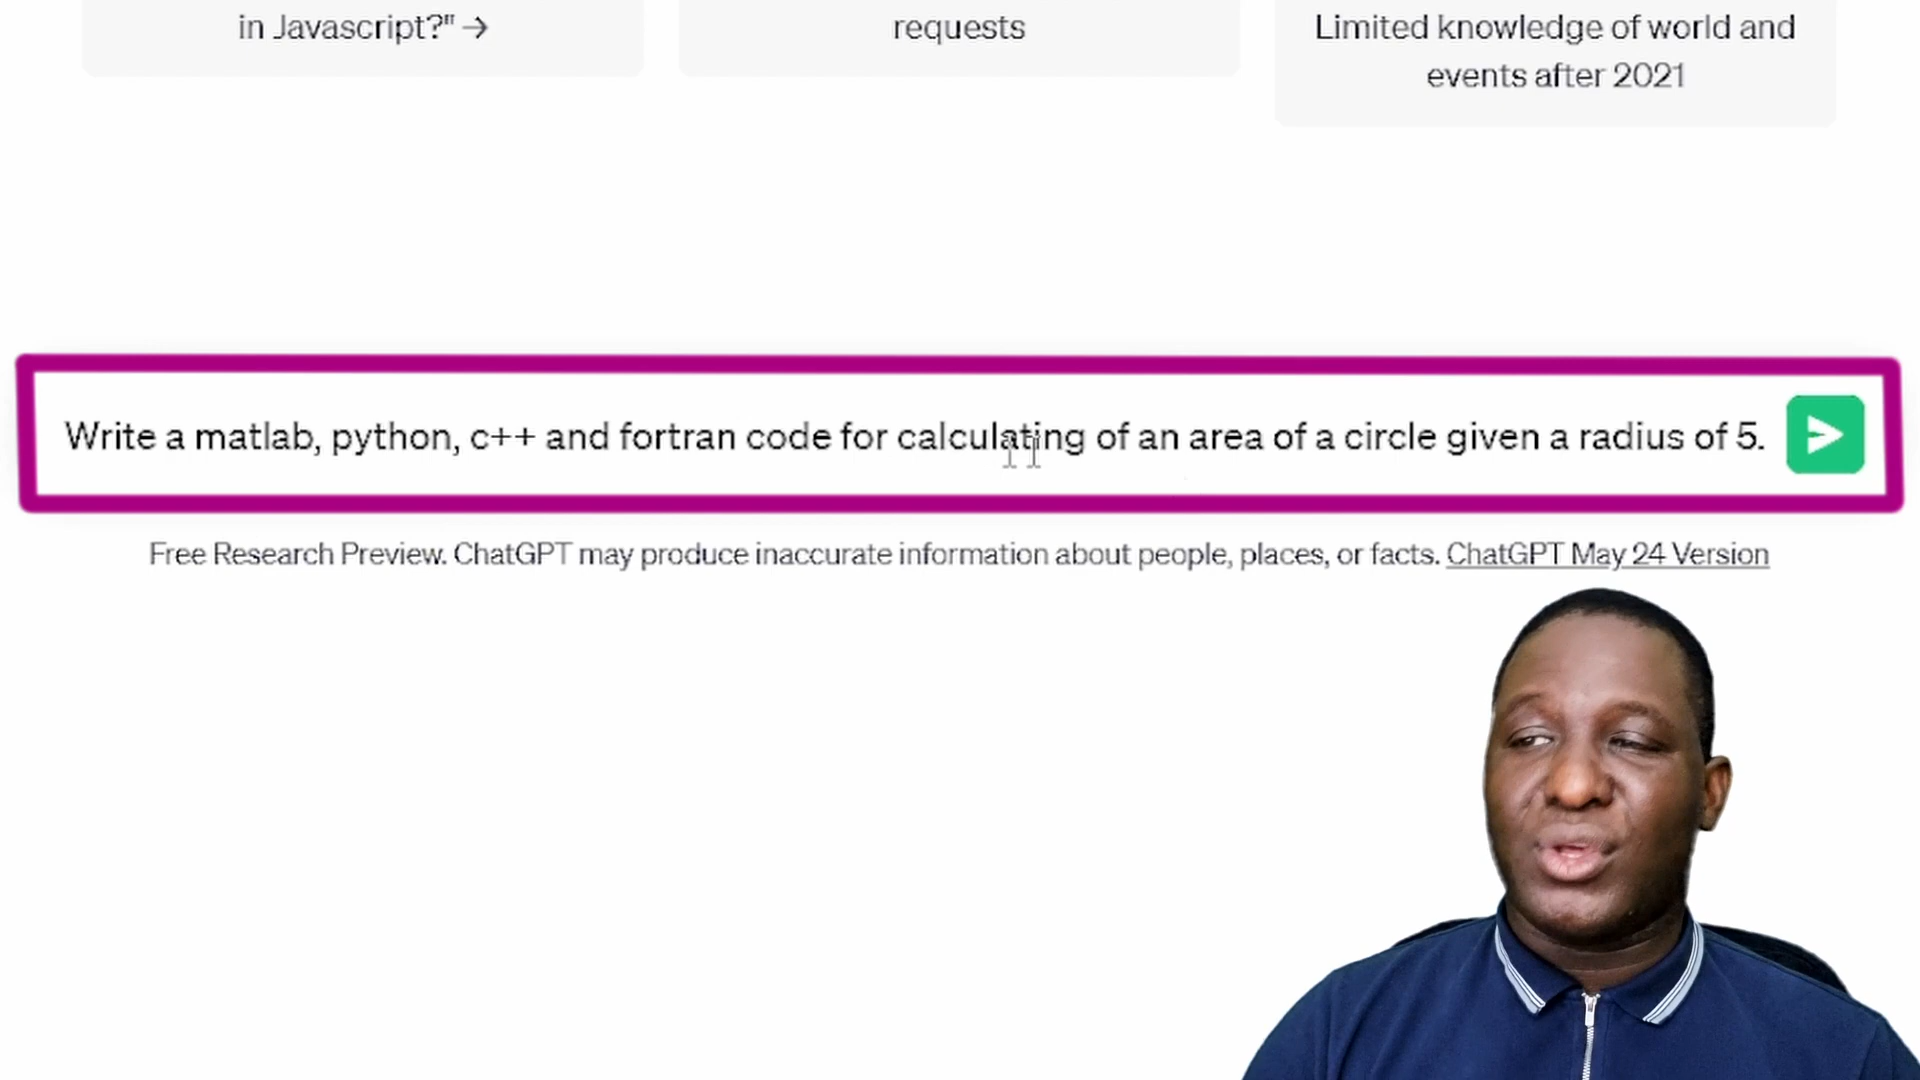 in Javascript?" →
requests
Limited knowledge of world and
events after 2021
Write a matlab, python, c++ and fortran code for calculating of an area of a circle given a radius of 5.
Free Research Preview. ChatGPT may produce inaccurate information about people, places, or facts. ChatGPT May 24 Version